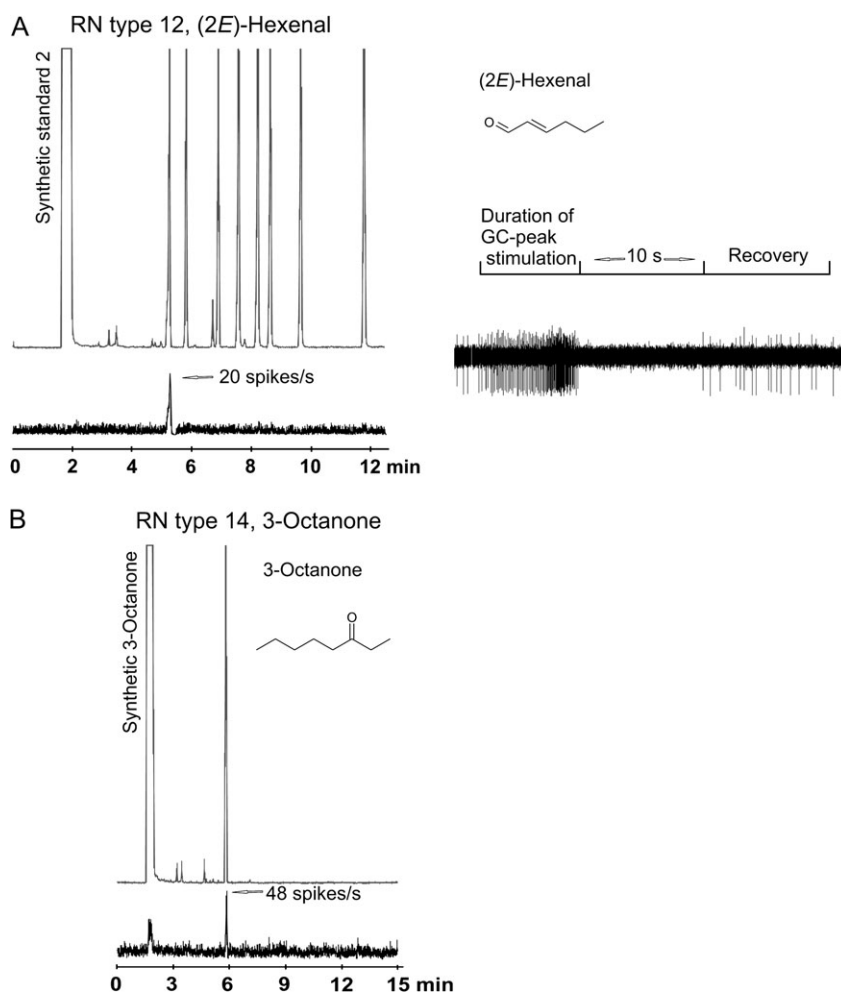 A
RN type 12, (2E)-Hexenal
Synthetic standard 2
20 spikes/s
0 2 4 6 8 10 12 min
(2E)-Hexenal
O
Duration of
GC-peak
stimulation
10 s
Recovery
B
RN type 14, 3-Octanone
Synthetic 3-Octanone
3-Octanone
O
48 spikes/s
0 3 6 9 12 15 min